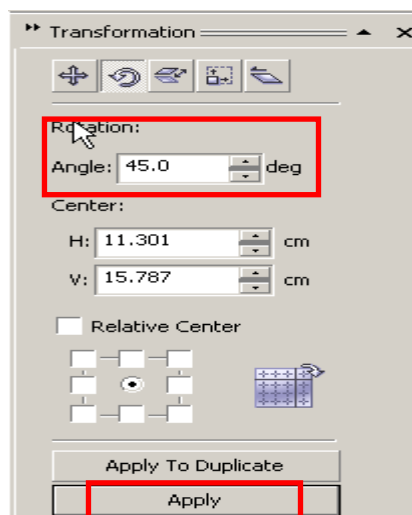 Transformation
Rotation:
Angle: 45.0 deg
Center:
H: 11.301 cm
V: 15.787 cm
Relative Center
Apply To Duplicate
Apply